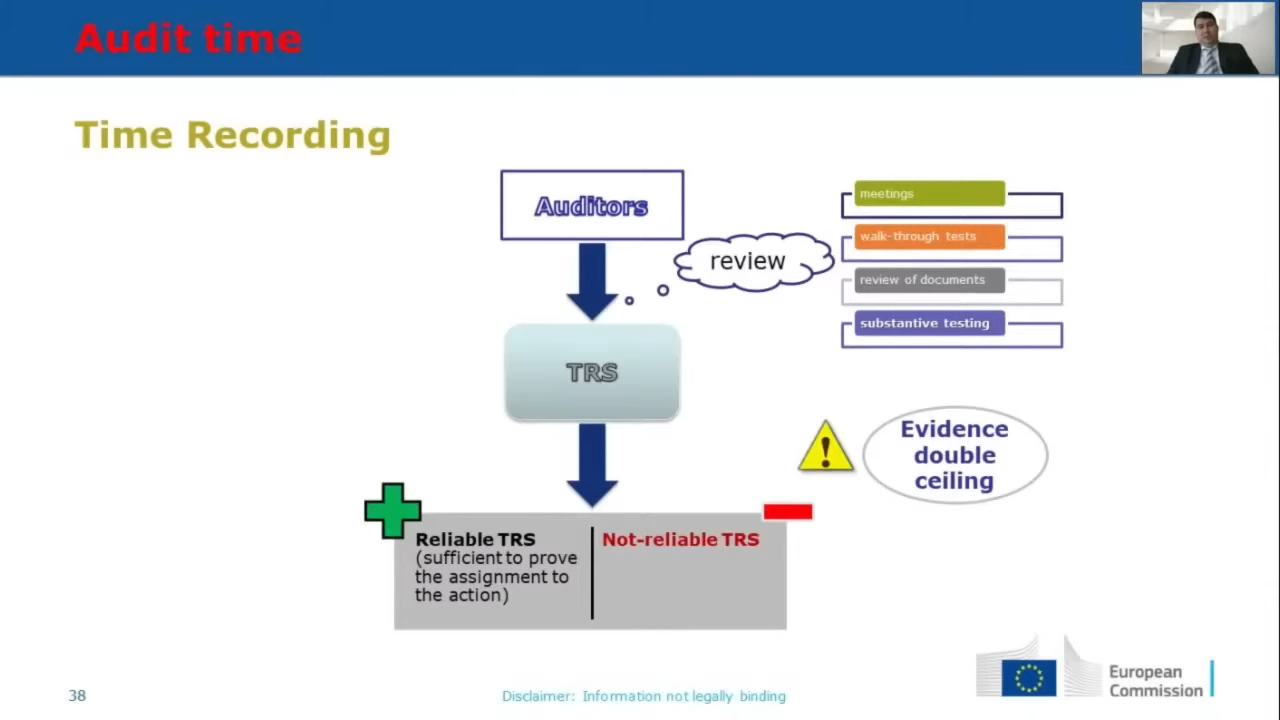 Audit time
Time Recording
Auditors
review
meetings
walk-through tests
review of documents
substantive testing
TRS
Evidence
double
ceiling
Reliable TRS
(sufficient to prove
the assignment to
the action)
Not-reliable TRS
38
Disclaimer: Information not legally binding
European
Commission